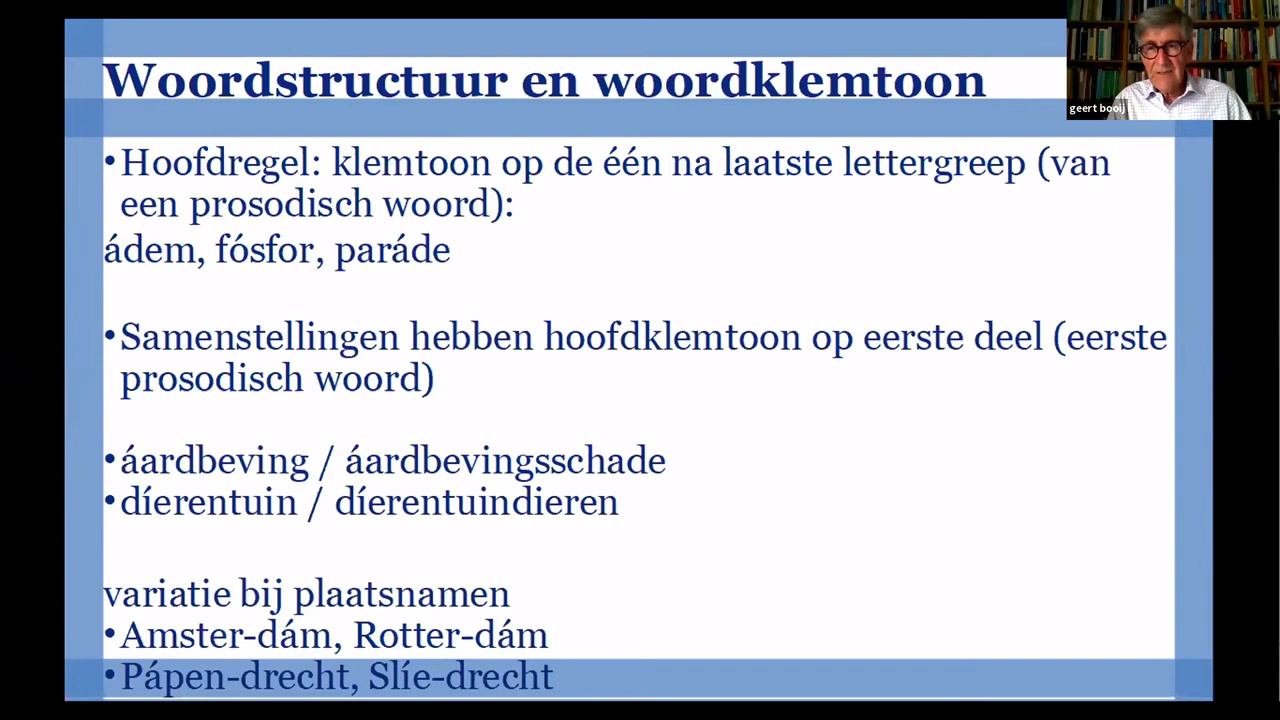 Woordstructuur en woordklemtoon
geert booij
•Hoofdregel: klemtoon op de één na laatste lettergreep (van
een prosodisch woord):
ádem, fósfor, paráde
•Samenstellingen hebben hoofdklemtoon op eerste deel (eerste
prosodisch woord)
•áardbeving / áardbevingsschade
•díerentuin / díerentuindieren
variatie bij plaatsnamen
•Amster-dám, Rotter-dám
•Pápen-drecht, Slíe-drecht